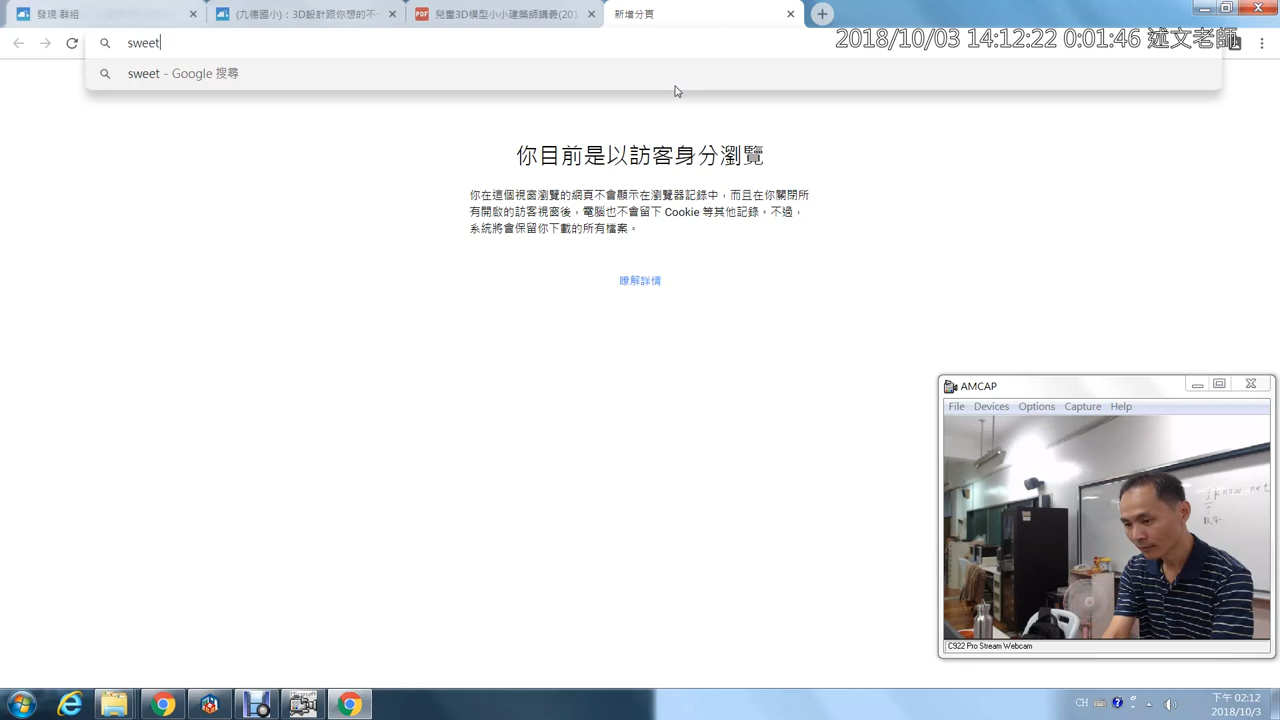 發現 群組
(九德國小)：3D設計跟你想的不一
兒童3D模型小小建築師講義(201
新增分頁
sweet
2018/10/03 14:12:22 0:01:46 述文老師
sweet - Google 搜尋
你目前是以訪客身分瀏覽
你在這個視窗瀏覽的網頁不會顯示在瀏覽器記錄中，而且在你關閉所
有開啟的訪客視窗後，電腦也不會留下 Cookie 等其他記錄。不過，
系統將會保留你下載的所有檔案。
瞭解詳情
AMCAP
File Devices Options Capture Help
iknow.net
數字
C922 Pro Stream Webcam
CH
下午 02:12
2018/10/3